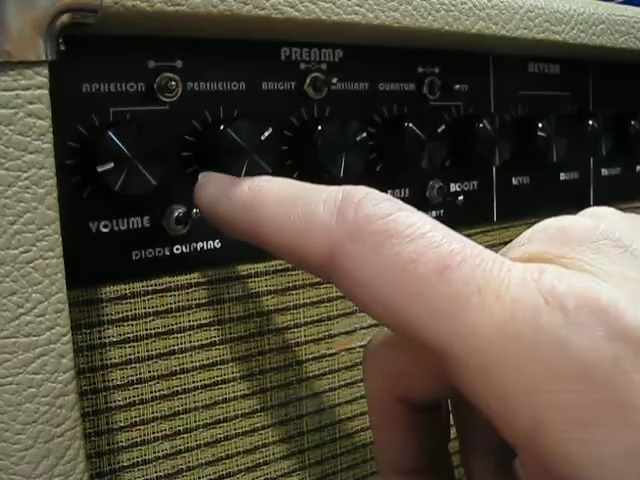 PREAMP
REVERB
APHELION PERIHELION BRIGHT BRILLIANT QUANTUM
BASS BOOST
LEVEL DWELL
VOLUME
DIODE CLIPPING